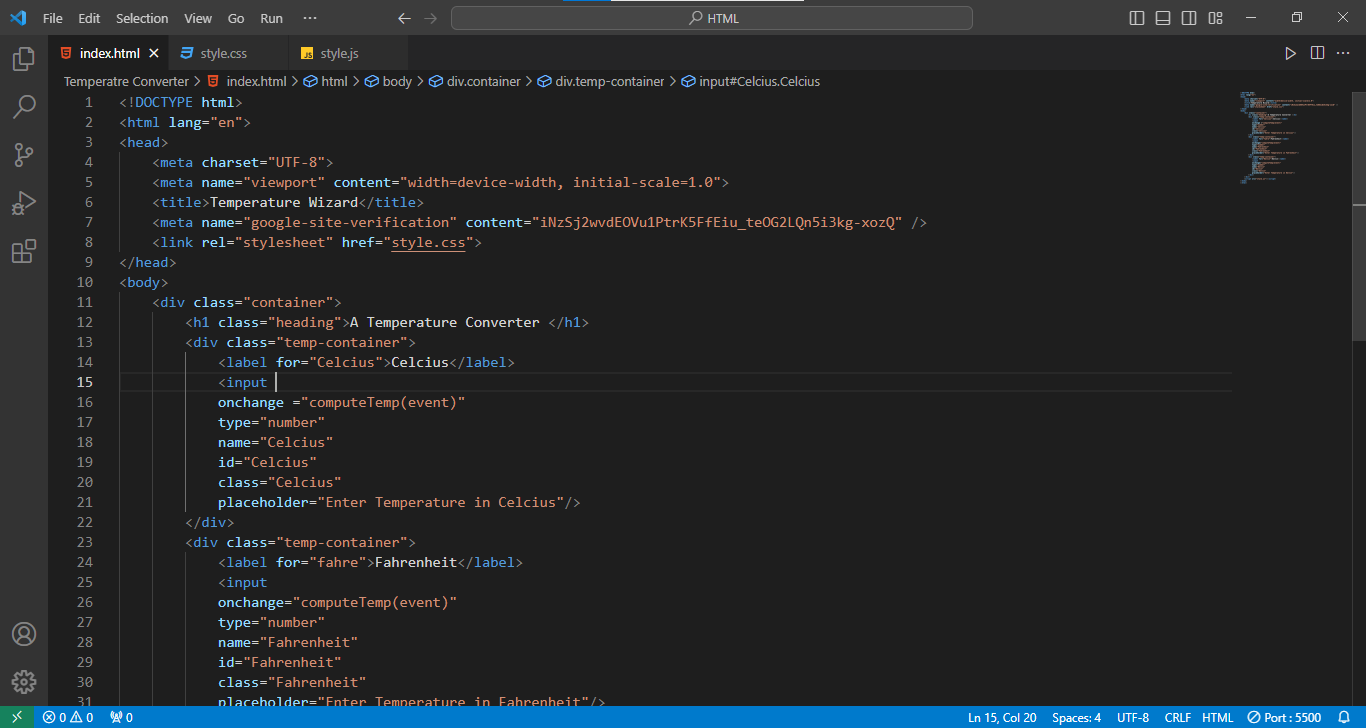 File Edit Selection View Go Run ··· HTML
index.html style.css JS style.js
Temperatre Converter > index.html > html > body > div.container > div.temp-container > input#Celcius.Celcius
1 <!DOCTYPE html>
2 <html lang="en">
3 <head>
4 <meta charset="UTF-8">
5 <meta name="viewport" content="width=device-width, initial-scale=1.0">
6 <title>Temperature Wizard</title>
7 <meta name="google-site-verification" content="iNzSj2wvdEOVu1PtrK5FfEiu_teOG2LQn5i3kg-xozQ" />
8 <link rel="stylesheet" href="style.css">
9 </head>
10 <body>
11 <div class="container">
12 <h1 class="heading">A Temperature Converter </h1>
13 <div class="temp-container">
14 <label for="Celcius">Celcius</label>
15 <input
16 onchange ="computeTemp(event)"
17 type="number"
18 name="Celcius"
19 id="Celcius"
20 class="Celcius"
21 placeholder="Enter Temperature in Celcius"/>
22 </div>
23 <div class="temp-container">
24 <label for="fahre">Fahrenheit</label>
25 <input
26 onchange="computeTemp(event)"
27 type="number"
28 name="Fahrenheit"
29 id="Fahrenheit"
30 class="Fahrenheit"
31 placeholder="Enter Temperature in Fahrenheit"/>
0 0 0 Ln 15, Col 20 Spaces: 4 UTF-8 CRLF HTML Port : 5500